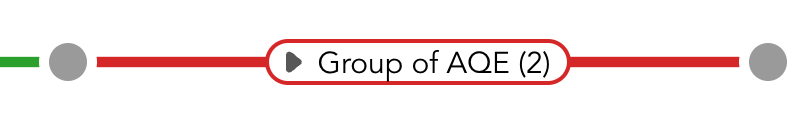 Group of AQE (2)